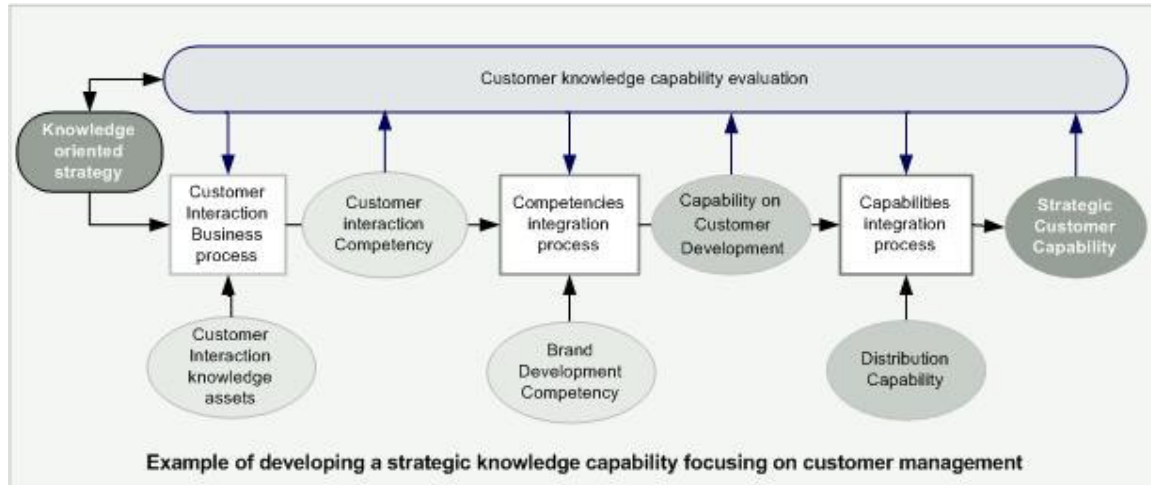 Customer knowledge capability evaluation
Knowledge
oriented
strategy
Customer
Interaction
Business
process
Customer
interaction
Competency
Competencies
integration
process
Capability on
Customer
Development
Capabilities
integration
process
Strategic
Customer
Capability
Customer
Interaction
knowledge
assets
Brand
Development
Competency
Distribution
Capability
Example of developing a strategic knowledge capability focusing on customer management